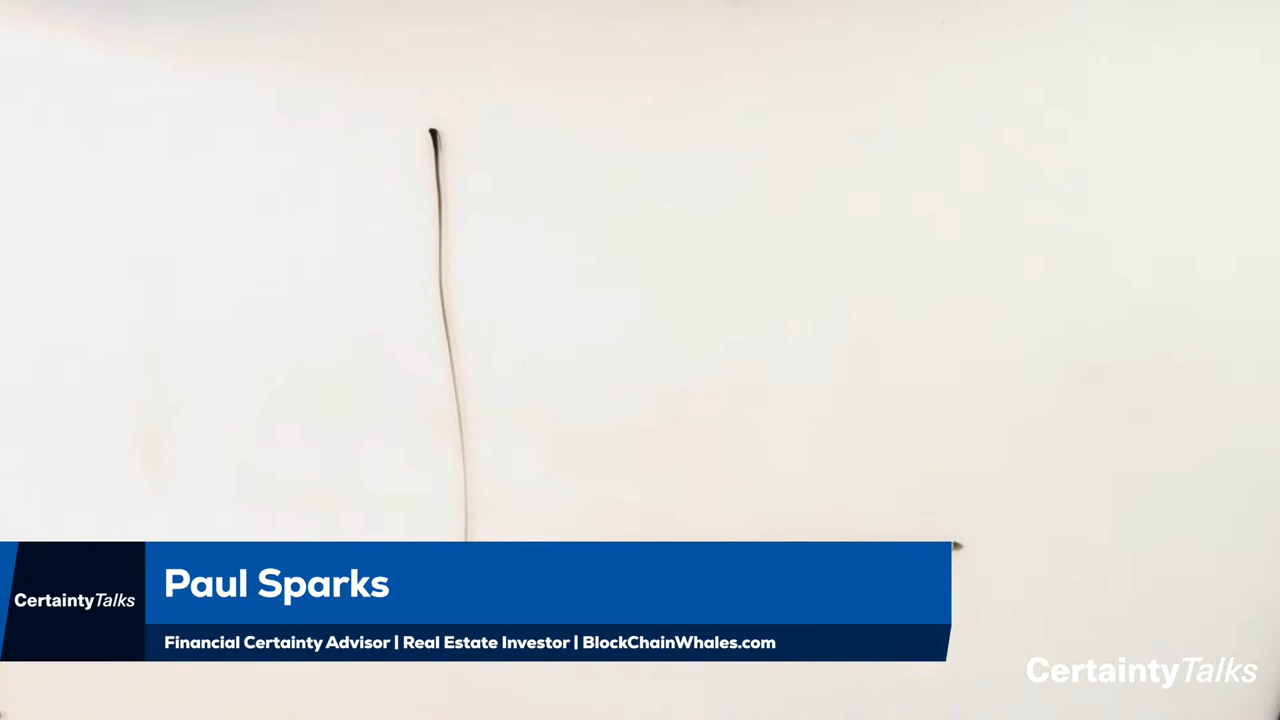 Paul Sparks
CertaintyTalks
Financial Certainty Advisor | Real Estate Investor | BlockChainWhales.com
CertaintyTalks